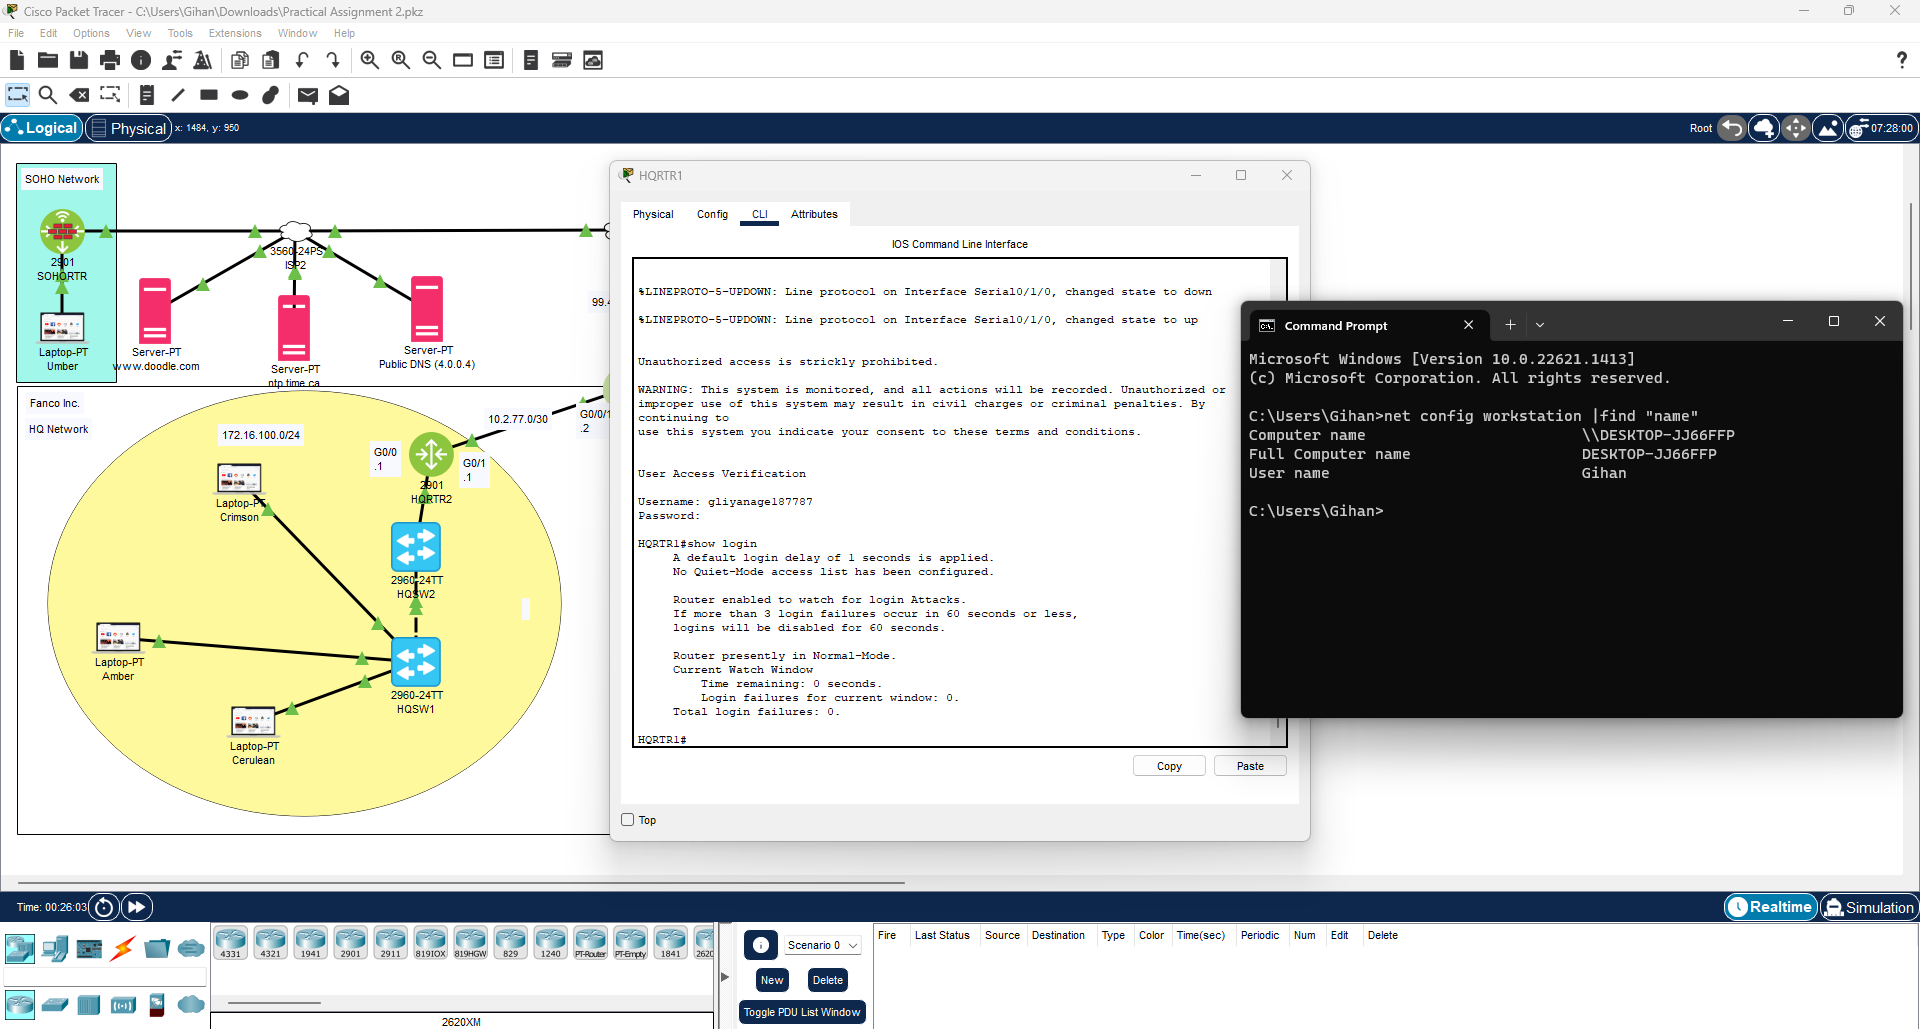 Cisco Packet Tracer - C:\Users\Gihan\Downloads\Practical Assignment 2.pkz
File Edit Options View Tools Extensions Window Help
Logical Physical x: 1484, y: 950
Root 07:28:00
SOHO Network
2901
SOHORTR
Laptop-PT
Umber
3560-24PS
ISP2
Server-PT
www.doodle.com
Server-PT
ntp.time.ca
Server-PT
Public DNS (4.0.0.4)
99.4
Fanco Inc.
HQ Network
172.16.100.0/24
10.2.77.0/30
G0/0/1
.2
G0/0
.1
G0/1
.1
2901
HQRTR2
Laptop-PT
Crimson
2960-24TT
HQSW2
Laptop-PT
Amber
2960-24TT
HQSW1
Laptop-PT
Cerulean
HQRTR1
Physical Config CLI Attributes
IOS Command Line Interface
%LINEPROTO-5-UPDOWN: Line protocol on Interface Serial0/1/0, changed state to down
%LINEPROTO-5-UPDOWN: Line protocol on Interface Serial0/1/0, changed state to up
Unauthorized access is strickly prohibited.
WARNING: This system is monitored, and all actions will be recorded. Unauthorized or
improper use of this system may result in civil charges or criminal penalties. By
continuing to
use this system you indicate your consent to these terms and conditions.
User Access Verification
Username: gliyanage187787
Password:
HQRTR1#show login
A default login delay of 1 seconds is applied.
No Quiet-Mode access list has been configured.
Router enabled to watch for login Attacks.
If more than 3 login failures occur in 60 seconds or less,
logins will be disabled for 60 seconds.
Router presently in Normal-Mode.
Current Watch Window
Time remaining: 0 seconds.
Login failures for current window: 0.
Total login failures: 0.
HQRTR1#
Copy Paste
Top
Command Prompt
Microsoft Windows [Version 10.0.22621.1413]
(c) Microsoft Corporation. All rights reserved.
C:\Users\Gihan>net config workstation |find "name"
Computer name \\DESKTOP-JJ66FFP
Full Computer name DESKTOP-JJ66FFP
User name Gihan
C:\Users\Gihan>
Time: 00:26:03
Realtime Simulation
4331 4321 1941 2901 2911 819IOX 819HGW 829 1240 PT-Router PT-Empty 1841 2620
2620XM
Scenario 0
New Delete
Toggle PDU List Window
Fire Last Status Source Destination Type Color Time(sec) Periodic Num Edit Delete